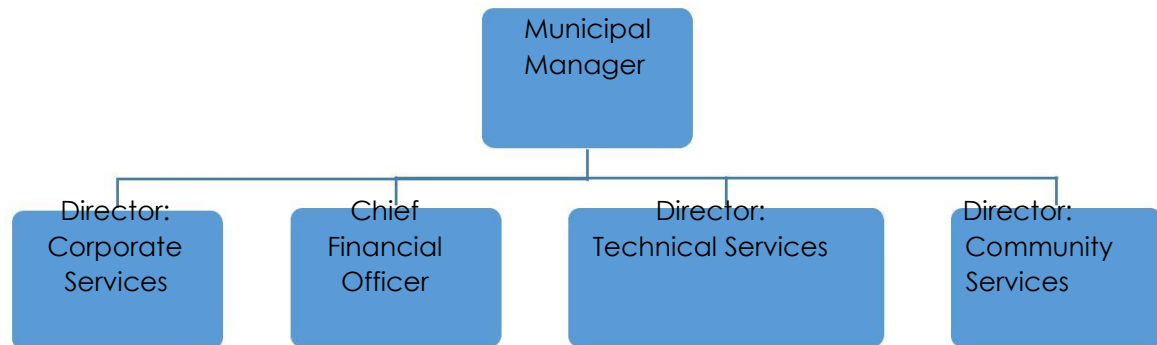 Municipal
Manager
Director:
Corporate
Services
Chief
Financial
Officer
Director:
Technical Services
Director:
Community
Services